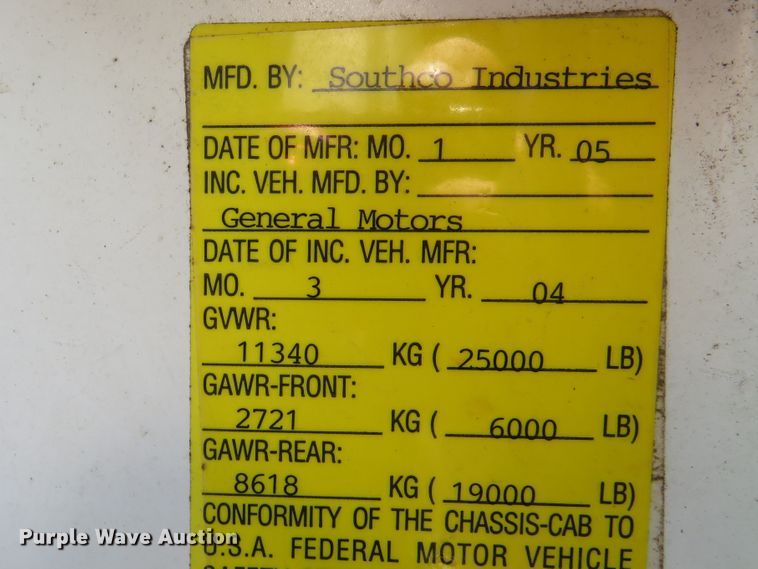 MFD. BY: Southco Industries
DATE OF MFR: MO. 1 YR. 05
INC. VEH. MFD. BY:
General Motors
DATE OF INC. VEH. MFR:
MO. 3 YR. 04
GVWR:
11340 KG ( 25000 LB)
GAWR-FRONT:
2721 KG ( 6000 LB)
GAWR-REAR:
8618 KG ( 19000 LB)
CONFORMITY OF THE CHASSIS-CAB TO
Purple Wave Auction
U.S.A. FEDERAL MOTOR VEHICLE